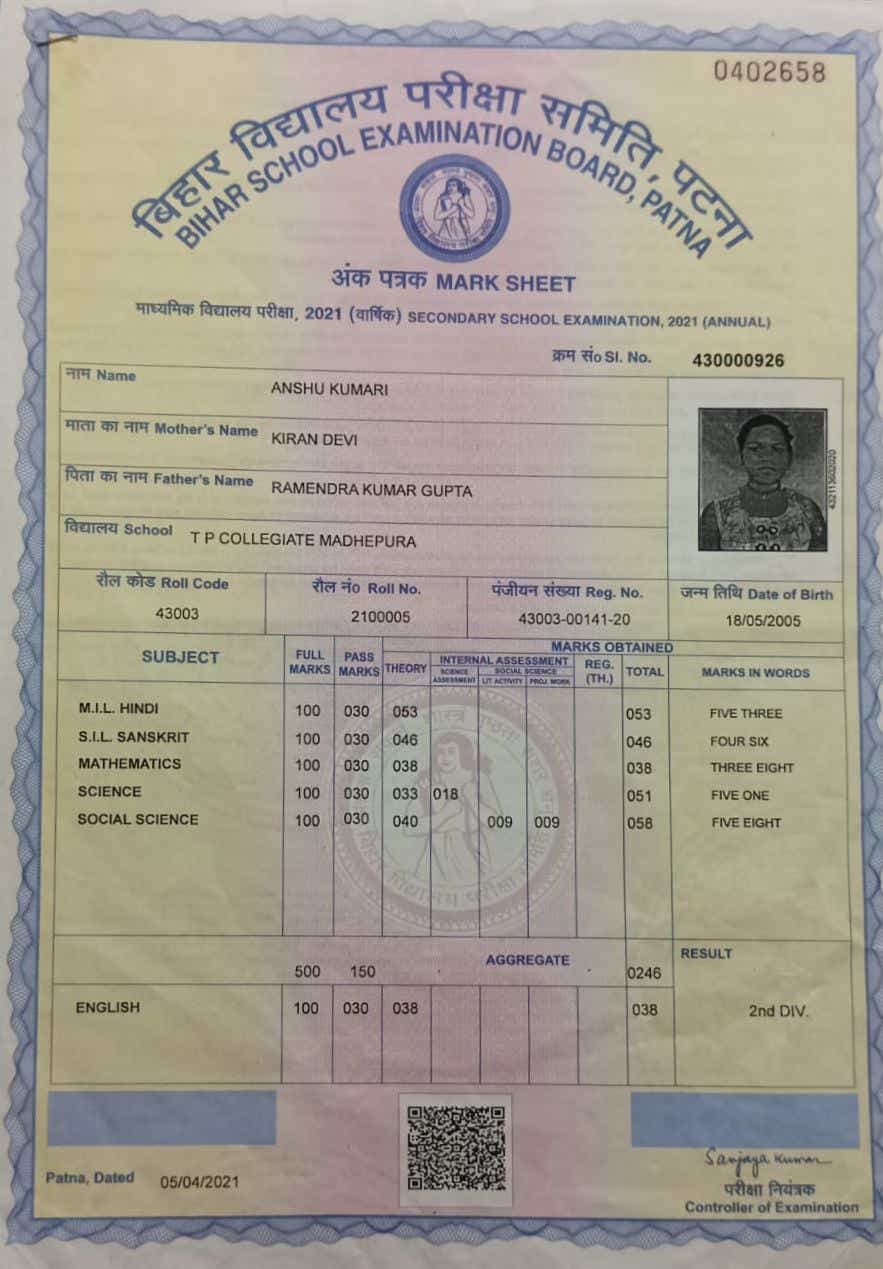 0402658
बिहार विद्यालय परीक्षा समिति, पटना
BIHAR SCHOOL EXAMINATION BOARD, PATNA
अंक पत्रक MARK SHEET
माध्यमिक विद्यालय परीक्षा, 2021 (वार्षिक) SECONDARY SCHOOL EXAMINATION, 2021 (ANNUAL)
क्रम सं० Sl. No. 430000926
नाम Name ANSHU KUMARI
माता का नाम Mother's Name KIRAN DEVI
पिता का नाम Father's Name RAMENDRA KUMAR GUPTA
विद्यालय School T P COLLEGIATE MADHEPURA
रौल कोड Roll Code रौल नं० Roll No. पंजीयन संख्या Reg. No. जन्म तिथि Date of Birth
43003 2100005 43003-00141-20 18/05/2005
SUBJECT FULL MARKS PASS MARKS MARKS OBTAINED
THEORY INTERNAL ASSESSMENT REG. (TH.) TOTAL MARKS IN WORDS
SCIENCE ASSESSMENT SOCIAL SCIENCE LIT ACTIVITY PROJ. WORK
M.I.L. HINDI 100 030 053 053 FIVE THREE
S.I.L. SANSKRIT 100 030 046 046 FOUR SIX
MATHEMATICS 100 030 038 038 THREE EIGHT
SCIENCE 100 030 033 018 051 FIVE ONE
SOCIAL SCIENCE 100 030 040 009 009 058 FIVE EIGHT
500 150 AGGREGATE 0246 RESULT
ENGLISH 100 030 038 038 2nd DIV.
Patna, Dated 05/04/2021
Sanjaya Kumar
परीक्षा नियंत्रक
Controller of Examination